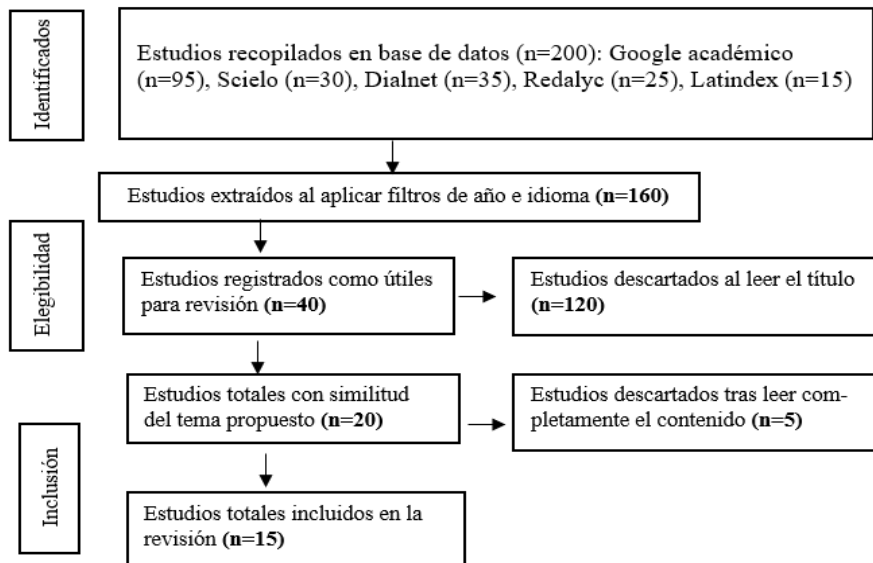 Identificados
Estudios recopilados en base de datos (n=200): Google académico
(n=95), Scielo (n=30), Dialnet (n=35), Redalyc (n=25), Latindex (n=15)
Estudios extraídos al aplicar filtros de año e idioma (n=160)
Elegibilidad
Estudios registrados como útiles
para revisión (n=40)
Estudios descartados al leer el título
(n=120)
Estudios totales con similitud
del tema propuesto (n=20)
Estudios descartados tras leer com-
pletamente el contenido (n=5)
Inclusión
Estudios totales incluidos en la
revisión (n=15)